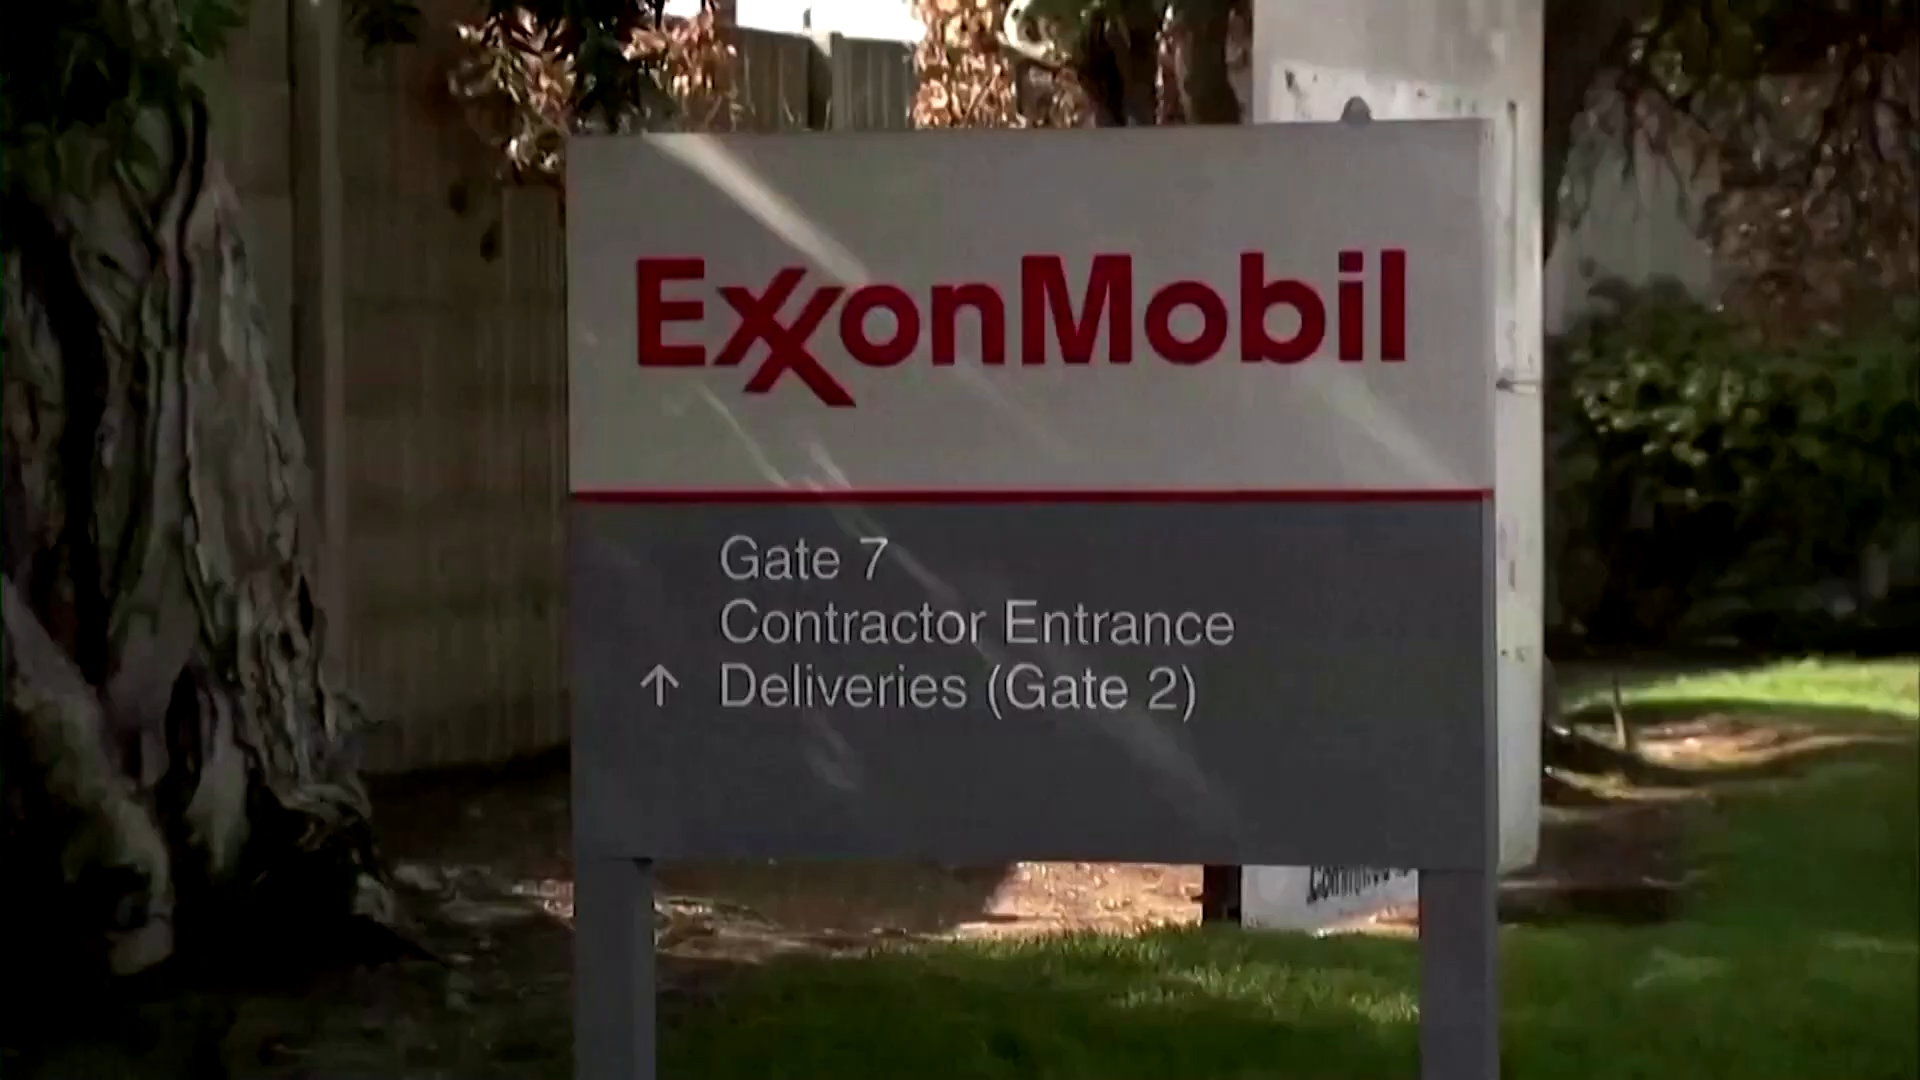 ExxonMobil
Gate 7
Contractor Entrance
↑ Deliveries (Gate 2)